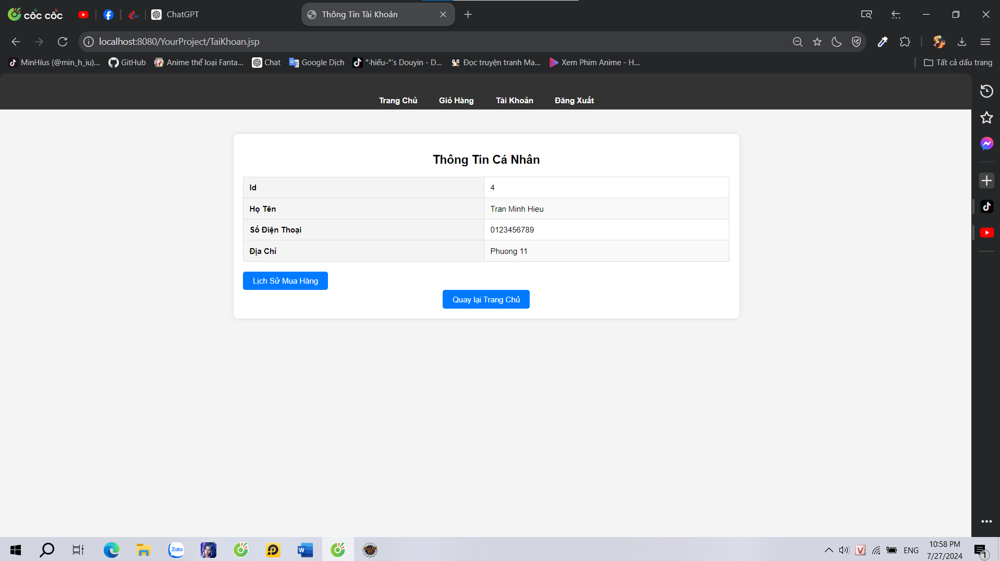 cốc cốc
ChatGPT
Thông Tin Tài Khoản
localhost:8080/YourProject/TaiKhoan.jsp
MinHíus (@min_h_iu)...
GitHub
Anime thể loại Fanta...
Chat
Google Dịch
°·hiếu··°´s Douyin - D...
Đọc truyện tranh Ma...
Xem Phim Anime - H...
Tất cả dấu trang
Trang Chủ
Giỏ Hàng
Tài Khoản
Đăng Xuất
Thông Tin Cá Nhân
Id
4
Họ Tên
Tran Minh Hieu
Số Điện Thoại
0123456789
Địa Chỉ
Phuong 11
Lịch Sử Mua Hàng
Quay lại Trang Chủ
Zalo
W
V
ENG
10:58 PM
7/27/2024
1